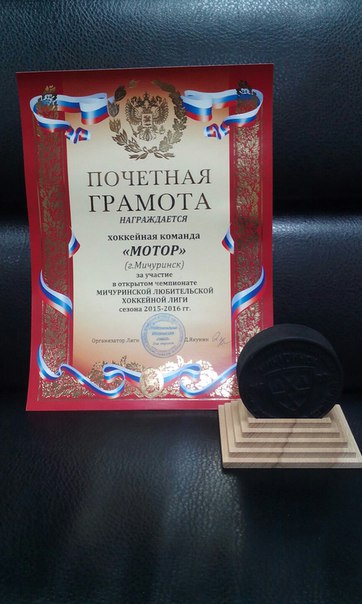 ПОЧЕТНАЯ
ГРАМОТА
НАГРАЖДАЕТСЯ
хоккейная команда
«МОТОР»
(г.Мичуринск)
за участие
в открытом чемпионате
МИЧУРИНСКОЙ ЛЮБИТЕЛЬСКОЙ
ХОККЕЙНОЙ ЛИГИ
сезона 2015-2016 гг.
Организатор Лиги Д.Якунин